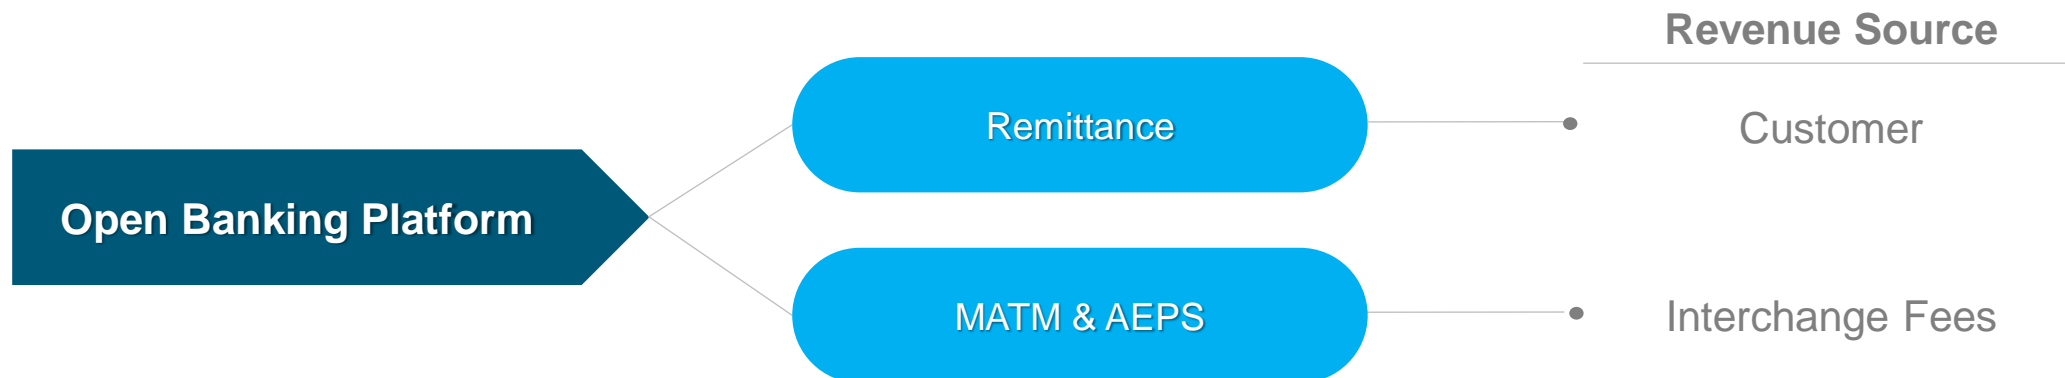 Revenue Source
Remittance
Customer
Open Banking Platform
MATM & AEPS
Interchange Fees